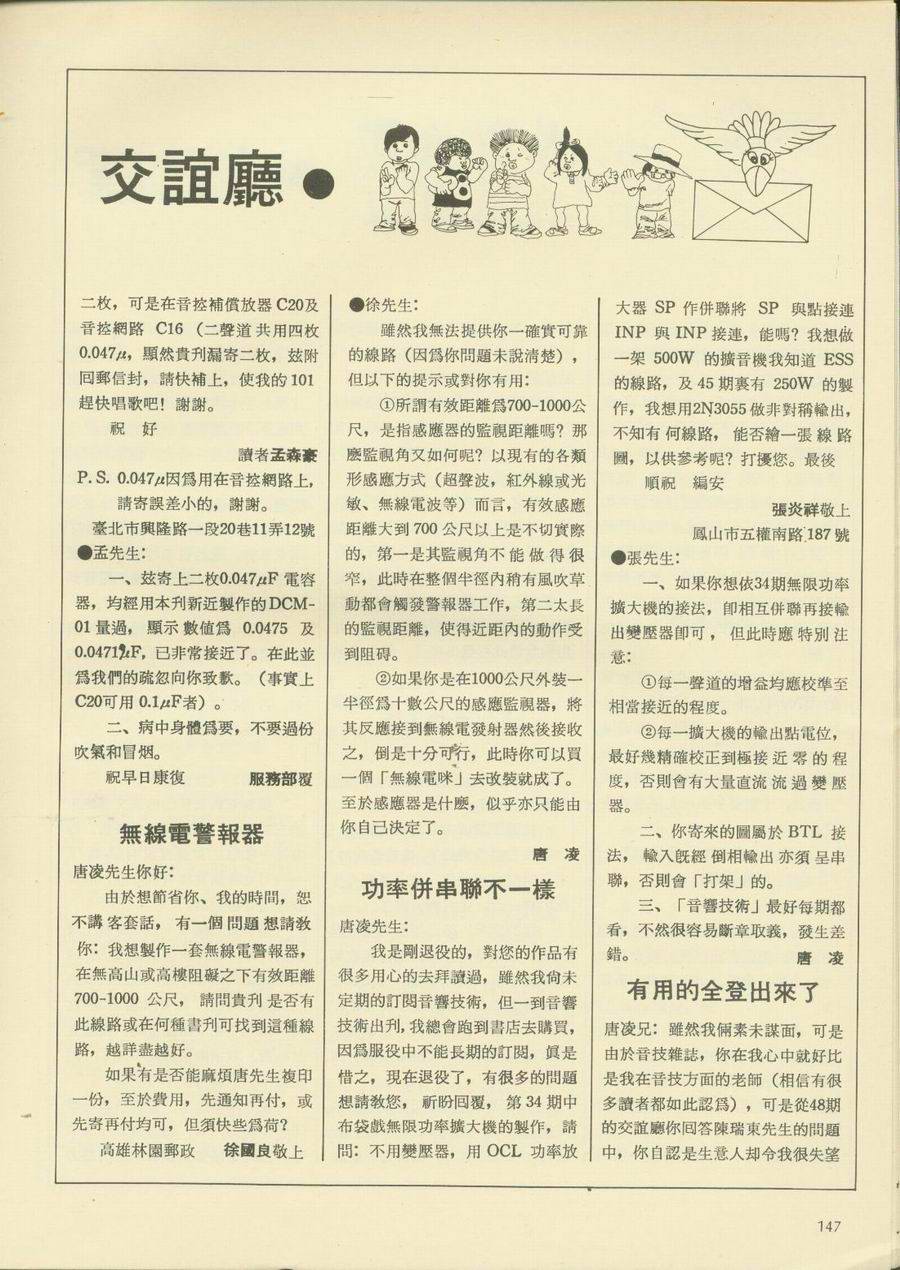 交誼廳●
二枚，可是在音控補償放器 C20及
音控網路 C16（二聲道共用四枚
0.047μ，顯然貴刊漏寄二枚，玆附
囘郵信封，請快補上，使我的 101
趕快唱歌吧！謝謝。
祝 好
讀者孟森豪
P.S. 0.047μ因爲用在音控網路上，
請寄誤差小的，謝謝。
臺北市興隆路一段20巷11弄12號
●孟先生：
一、玆寄上二枚0.047μF 電容
器，均經用本刊新近製作的DCM-
01 量過，顯示數値爲 0.0475 及
0.0471μF，已非常接近了。在此並
爲我們的疏忽向你致歉。（事實上
C20可用 0.1μF者）。
二、病中身體爲要，不要過份
吹氣和冒烟。
祝早日康復 服務部覆
無線電警報器
唐凌先生你好：
由於想節省你、我的時間，恕
不講客套話，有一個問題想請敎
你：我想製作一套無線電警報器，
在無高山或高樓阻礙之下有效距離
700-1000 公尺，請問貴刊是否有
此線路或在何種書刊可找到這種線
路，越詳盡越好。
如果有是否能麻煩唐先生複印
一份，至於費用，先通知再付，或
先寄再付均可，但須快些爲荷？
高雄林園郵政 徐國良敬上
●徐先生：
雖然我無法提供你一確實可靠
的線路（因爲你問題未說清楚），
但以下的提示或對你有用：
①所謂有效距離爲700-1000公
尺，是指感應器的監視距離嗎？那
麽監視角又如何呢？以現有的各類
形感應方式（超聲波，紅外線或光
敏、無線電波等）而言，有效感應
距離大到 700 公尺以上是不切實際
的，第一是其監視角不能做得很
窄，此時在整個半徑內稍有風吹草
動都會觸發警報器工作，第二太長
的監視距離，使得近距內的動作受
到阻碍。
②如果你是在1000公尺外裝一
半徑爲十數公尺的感應監視器，將
其反應接到無線電發射器然後接收
之，倒是十分可行，此時你可以買
一個「無線電咪」去改裝就成了。
至於感應器是什麽，似乎亦只能由
你自己決定了。
唐 凌
功率併串聯不一樣
唐凌先生：
我是剛退役的，對您的作品有
很多用心的去拜讀過，雖然我尙未
定期的訂閱音響技術，但一到音響
技術出刋，我總會跑到書店去購買，
因爲服役中不能長期的訂閱，眞是
惜之，現在退役了，有很多的問題
想請敎您，祈盼囘覆，第 34 期中
布袋戲無限功率擴大機的製作，請
問：不用變壓器，用 OCL 功率放
大器 SP 作併聯將 SP 與點接連
INP 與 INP 接連，能嗎？我想做
一架 500W 的擴音機我知道 ESS
的線路，及 45 期裏有 250W 的製
作，我想用2N3055 做非對稱輸出，
不知有何線路，能否繪一張線路
圖，以供參考呢？打擾您。最後
順祝 編安
張炎祥敬上
鳳山市五權南路187 號
●張先生：
一、如果你想依34期無限功率
擴大機的接法，卽相互併聯再接輸
出變壓器卽可，但此時應特別注
意：
①每一聲道的增益均應校準至
相當接近的程度。
②每一擴大機的輸出點電位，
最好幾精確校正到極接近零的程
度，否則會有大量直流流過變壓
器。
二、你寄來的圖屬於 BTL 接
法，輸入旣經倒相輸出亦須呈串
聯，否則會「打架」的。
三、「音響技術」最好每期都
看，不然很容易斷章取義，發生差
錯。 唐 凌
有用的全登出來了
唐凌兄：雖然我倆素未謀面，可是
由於音技雜誌，你在我心中就好比
是我在音技方面的老師（相信有很
多讀者都如此認爲），可是從48期
的交誼廳你囘答陳瑞東先生的問題
中，你自認是生意人却令我很失望
147